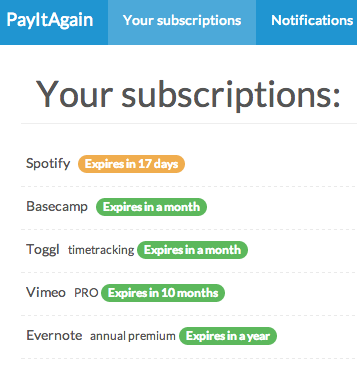 PayItAgain Your subscriptions Notifications
Your subscriptions:
Spotify Expires in 17 days
Basecamp Expires in a month
Toggl timetracking Expires in a month
Vimeo PRO Expires in 10 months
Evernote annual premium Expires in a year